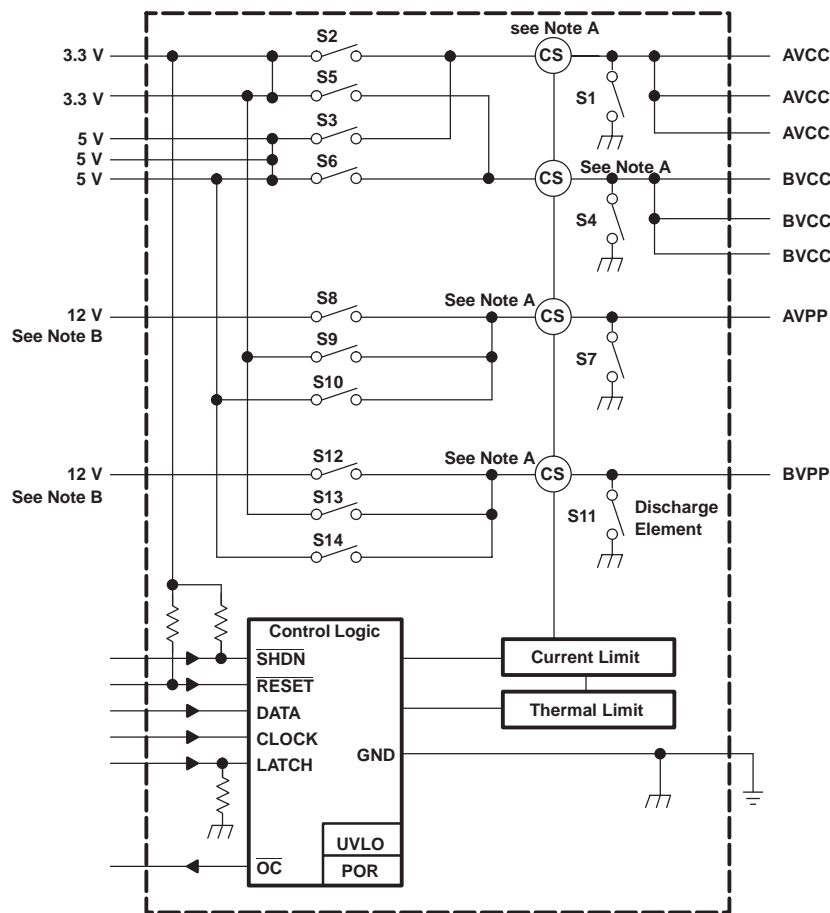 see Note A
S2
3.3 V
CS
AVCC
S5
3.3 V
S1
AVCC
S3
5 V
AVCC
5 V
S6
See Note A
5 V
CS
BVCC
S4
BVCC
BVCC
S8
See Note A
12 V
CS
AVPP
See Note B
S9
S7
S10
S12
See Note A
12 V
CS
BVPP
See Note B
S13
S11
Discharge
Element
S14
Control Logic
SHDN
Current Limit
RESET
DATA
Thermal Limit
CLOCK
GND
LATCH
UVLO
OC
POR